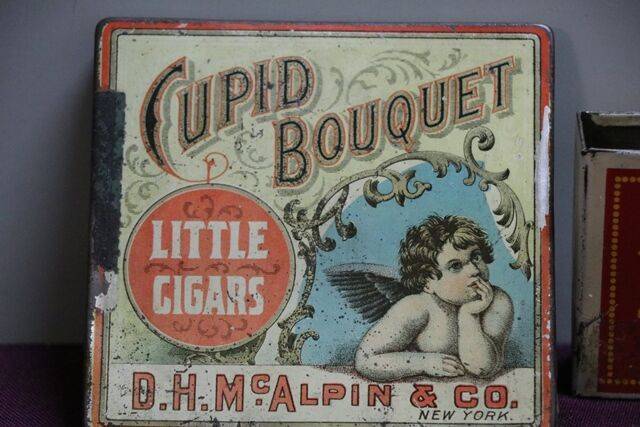 CUPID
BOUQUET
LITTLE
CIGARS
D.H. McALPIN & CO.
NEW YORK.